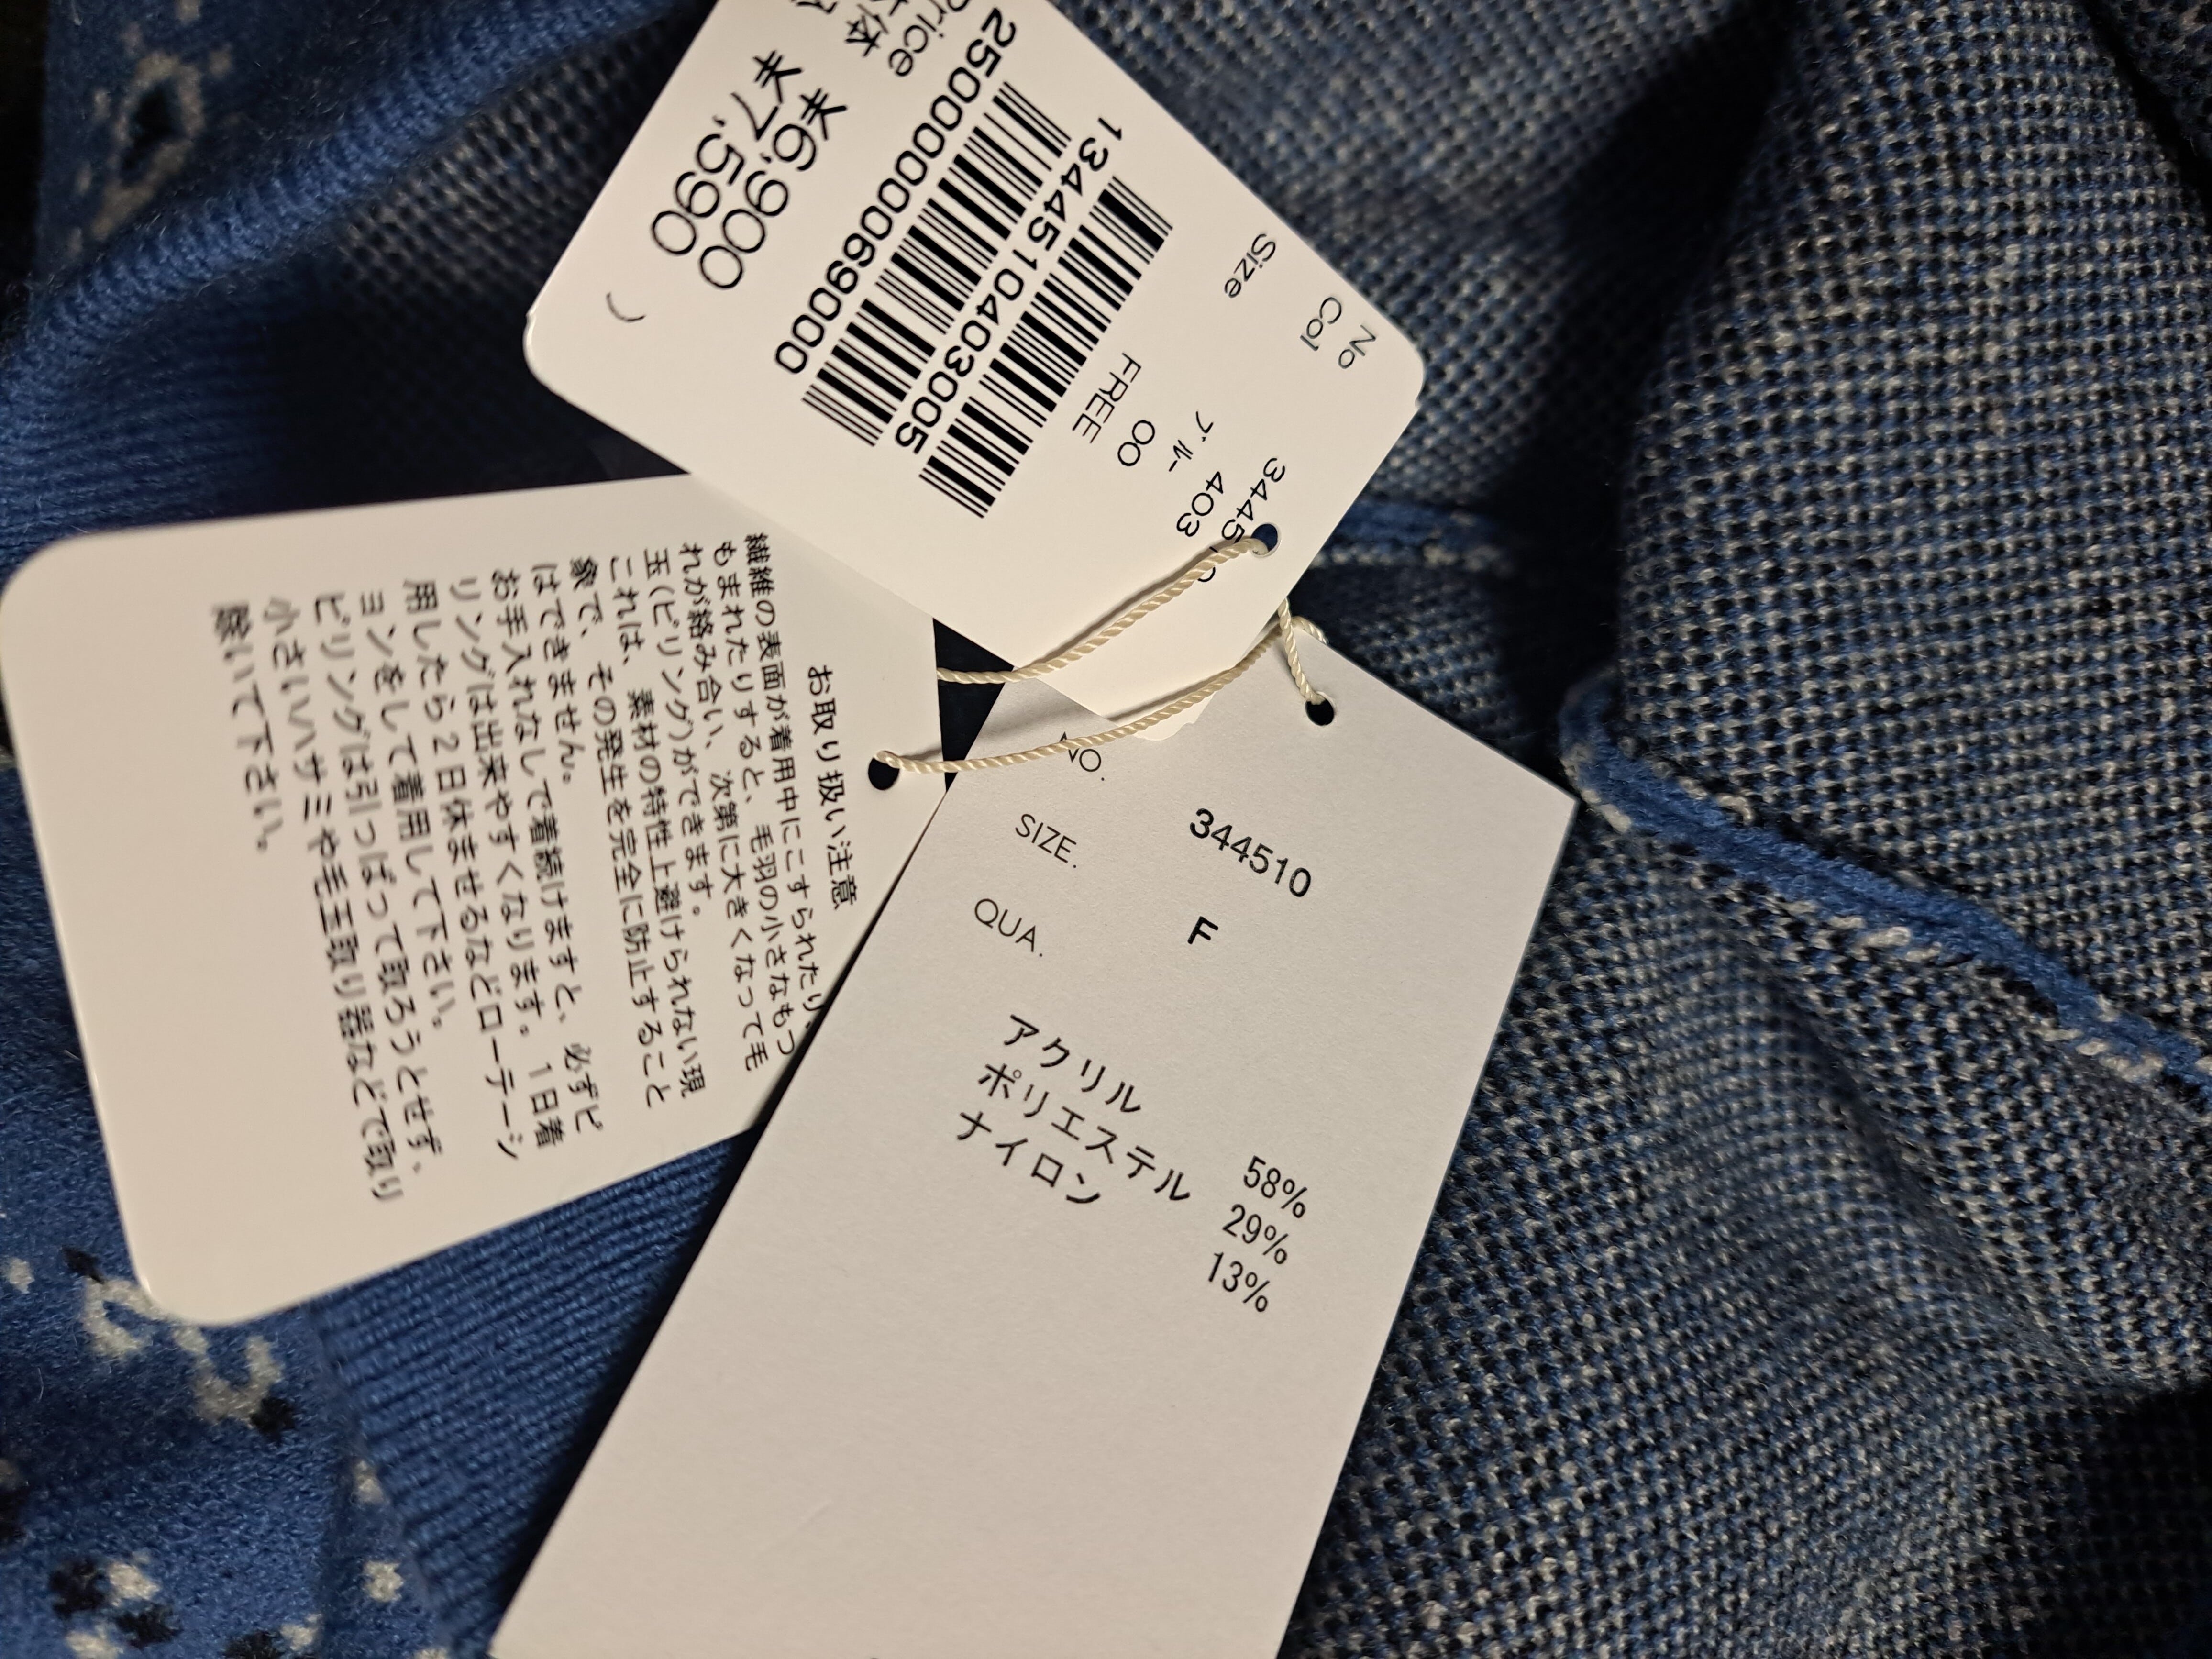 No 34451
Col ブルー 403
Size 00
FREE
1344510403005
2500000069000
Price
体 ¥6,900
¥7,590
お取り扱い注意
繊維の表面が着用中にこすられたり、
もまれたりすると、毛羽の小さなもつ
れが絡み合い、次第に大きくなって毛
玉(ピリング)ができます。
これは、素材の特性上避けられない現
象で、その発生を完全に防止すること
はできません。
お手入れなしで着続けますと、必ずピ
リングは出来やすくなります。1日着
用したら2日休ませるなどローテーシ
ョンをして着用して下さい。
ピリングは引っぱって取ろうとせず、
小さいハサミや毛玉取り器などで取り
除いて下さい。
NO. 344510
SIZE. F
QUA.
アクリル 58%
ポリエステル 29%
ナイロン 13%